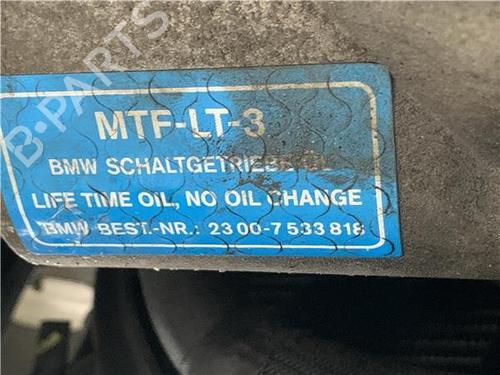 B-PARTS
MTF-LT-3
BMW SCHALTGETRIEBEÖL
LIFE TIME OIL, NO OIL CHANGE
BMW BEST.-NR.: 23 00-7 533 818